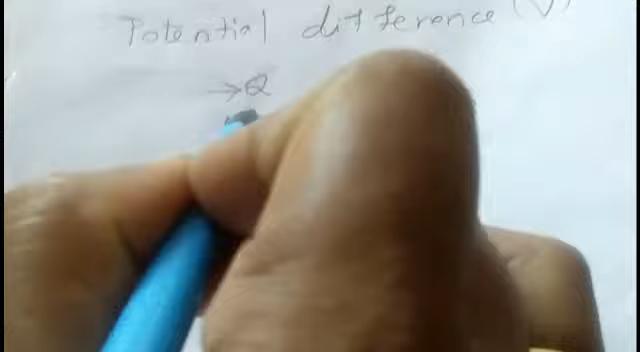 Potential difference (V)
→ Q